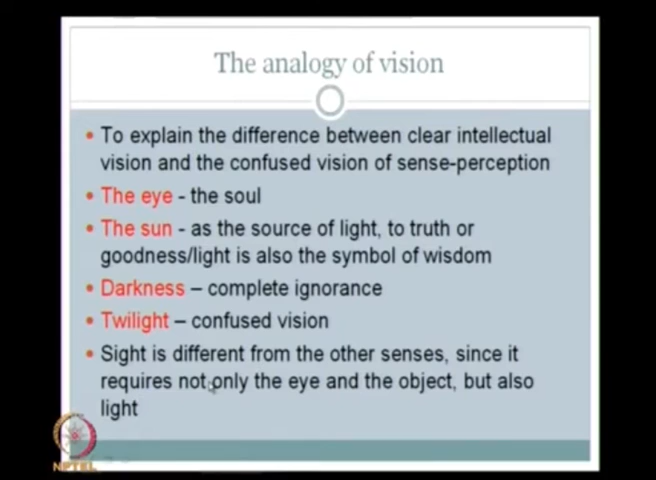 The analogy of vision
• To explain the difference between clear intellectual
vision and the confused vision of sense-perception
• The eye - the soul
• The sun - as the source of light, to truth or
goodness/light is also the symbol of wisdom
• Darkness – complete ignorance
• Twilight – confused vision
• Sight is different from the other senses, since it
requires not only the eye and the object, but also
light
NPTEL